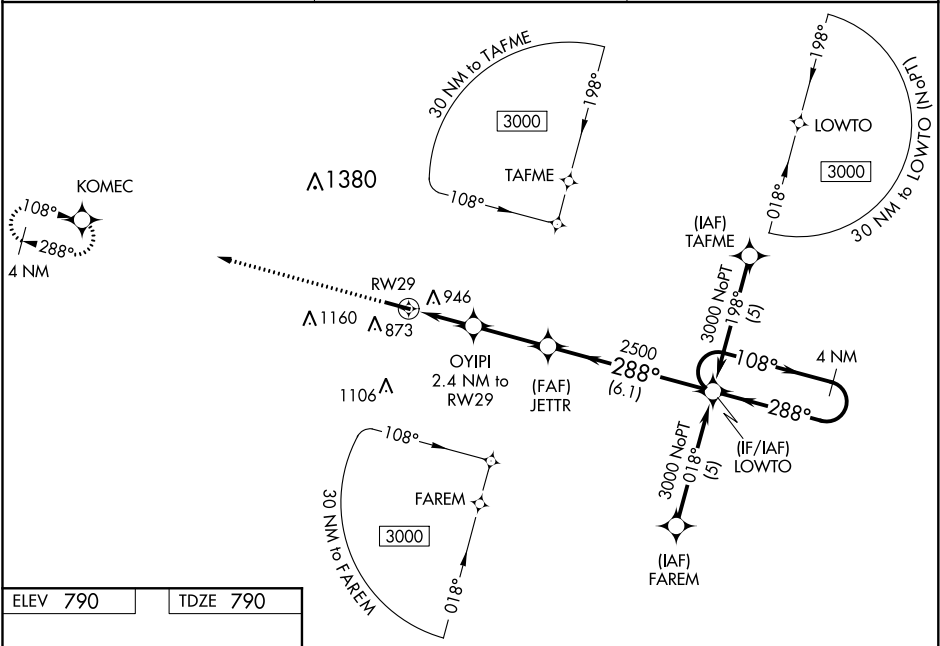 30 NM to TAFME
3000
198°
TAFME
108°
198°
LOWTO
3000
018°
30 NM to LOWTO (NoPT)
KOMEC
108°
288°
4 NM
1380
(IAF)
TAFME
3000 NoPT
198°
(5)
RW29
946
1160
873
OYIPI
2.4 NM to
RW29
(FAF)
JETTR
2500
288°
(6.1)
108°
4 NM
288°
(IF/IAF)
LOWTO
1106
3000 NoPT
018°
(5)
(IAF)
FAREM
108°
FAREM
3000
018°
30 NM to FAREM
ELEV 790
TDZE 790